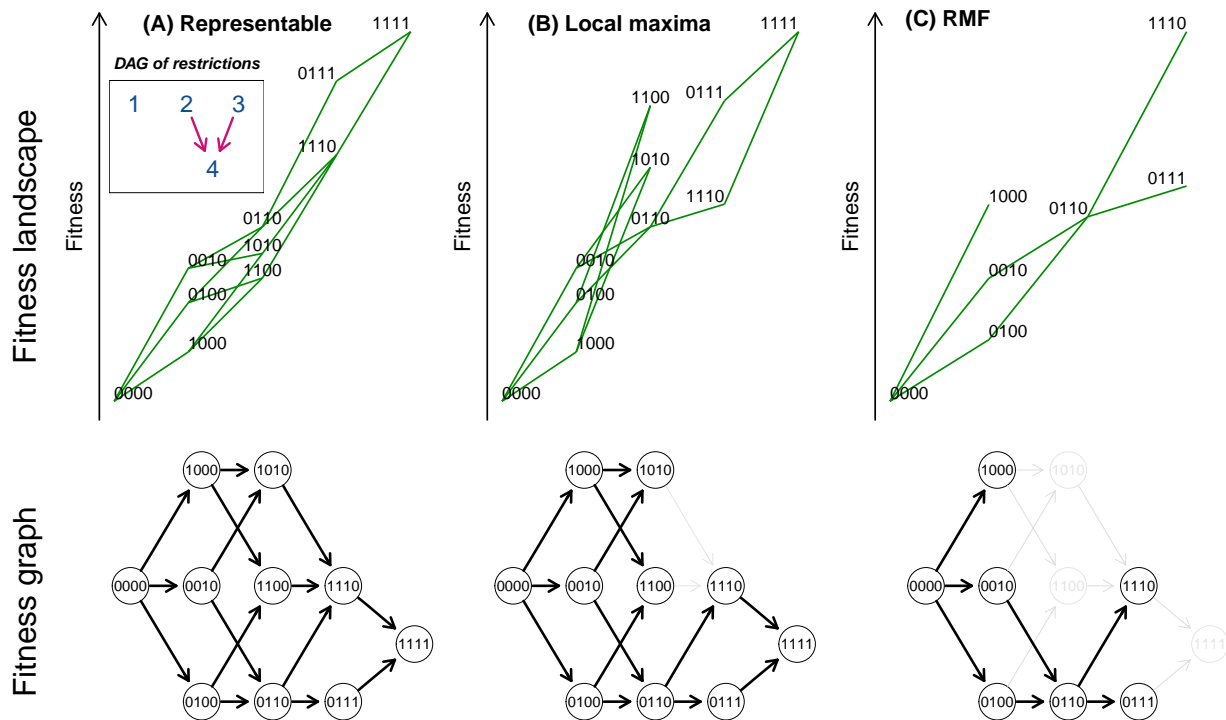 (A) Representable
(B) Local maxima
(C) RMF
Fitness landscape
Fitness
DAG of restrictions
1 2 3
4
1111
0111
1110
0110
1010
1100
0010
0100
1000
0000
Fitness
1111
1100
0111
1010
1110
0110
0010
0100
1000
0000
Fitness
1110
1000
0111
0110
0010
0100
0000
Fitness graph
1000 1010
0000 0010 1100 1110
1111
0100 0110 0111
1000 1010
0000 0010 1100 1110
1111
0100 0110 0111
1000 1010
0000 0010 1100 1110
1111
0100 0110 0111